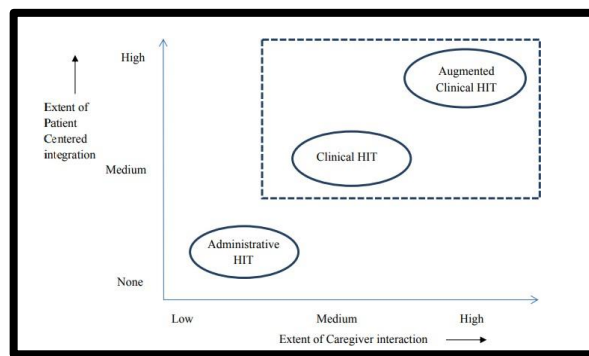 High
Augmented
Clinical HIT
Extent of
Patient
Centered
integration
Clinical HIT
Medium
Administrative
HIT
None
Low
Medium
High
Extent of Caregiver interaction